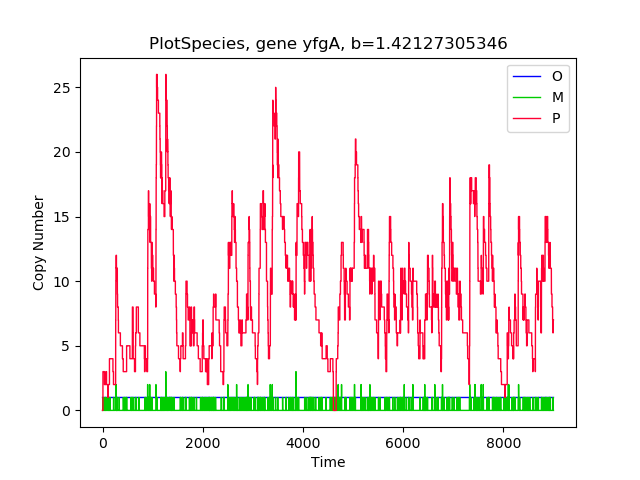 PlotSpecies, gene yfgA, b=1.42127305346
O
M
P
25
20
15
10
5
0
Copy Number
0 2000 4000 6000 8000
Time